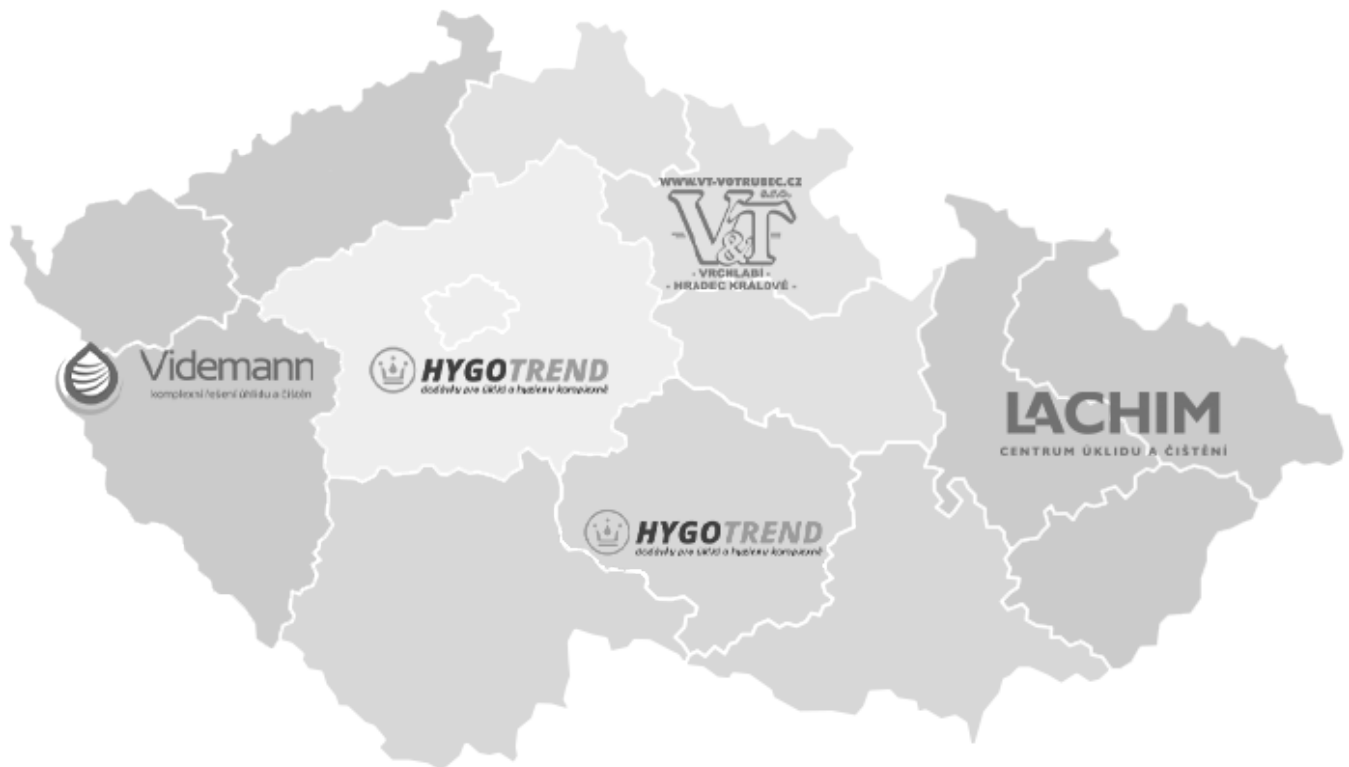 WWW.VT-VOTRUBEC.CZ
S.R.O.
V&T
- VRCHLABÍ -
- HRADEC KRÁLOVÉ -
Videmann
komplexní řešení úklidu a čištěn
HYGOTREND
dodávky pro úklid a hygienu komplexně
LACHIM
CENTRUM ÚKLIDU A ČIŠTĚNÍ
HYGOTREND
dodávky pro úklid a hygienu komplexně